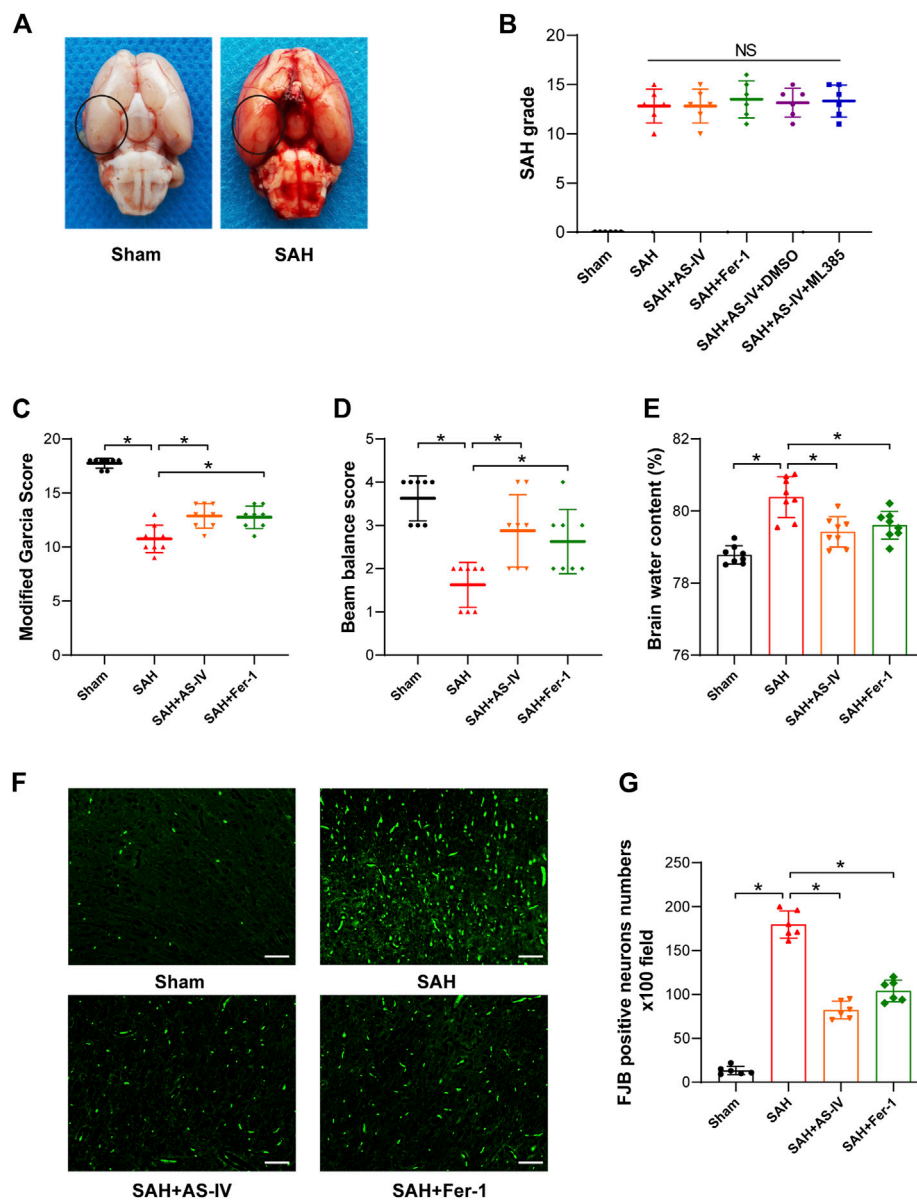 A
Sham
SAH
B
SAH grade
20
15
10
5
0
NS
Sham
SAH
SAH+AS-IV
SAH+Fer-1
SAH+AS-IV+DMSO
SAH+AS-IV+ML385
C
Modified Garcia Score
20
15
10
5
0
*
*
*
Sham
SAH
SAH+AS-IV
SAH+Fer-1
D
Beam balance score
5
4
3
2
1
0
*
*
*
Sham
SAH
SAH+AS-IV
SAH+Fer-1
E
Brain water content (%)
82
80
78
76
*
*
*
Sham
SAH
SAH+AS-IV
SAH+Fer-1
F
Sham
SAH
SAH+AS-IV
SAH+Fer-1
G
FJB positive neurons numbers
x100 field
250
200
150
100
50
0
*
*
*
Sham
SAH
SAH+AS-IV
SAH+Fer-1